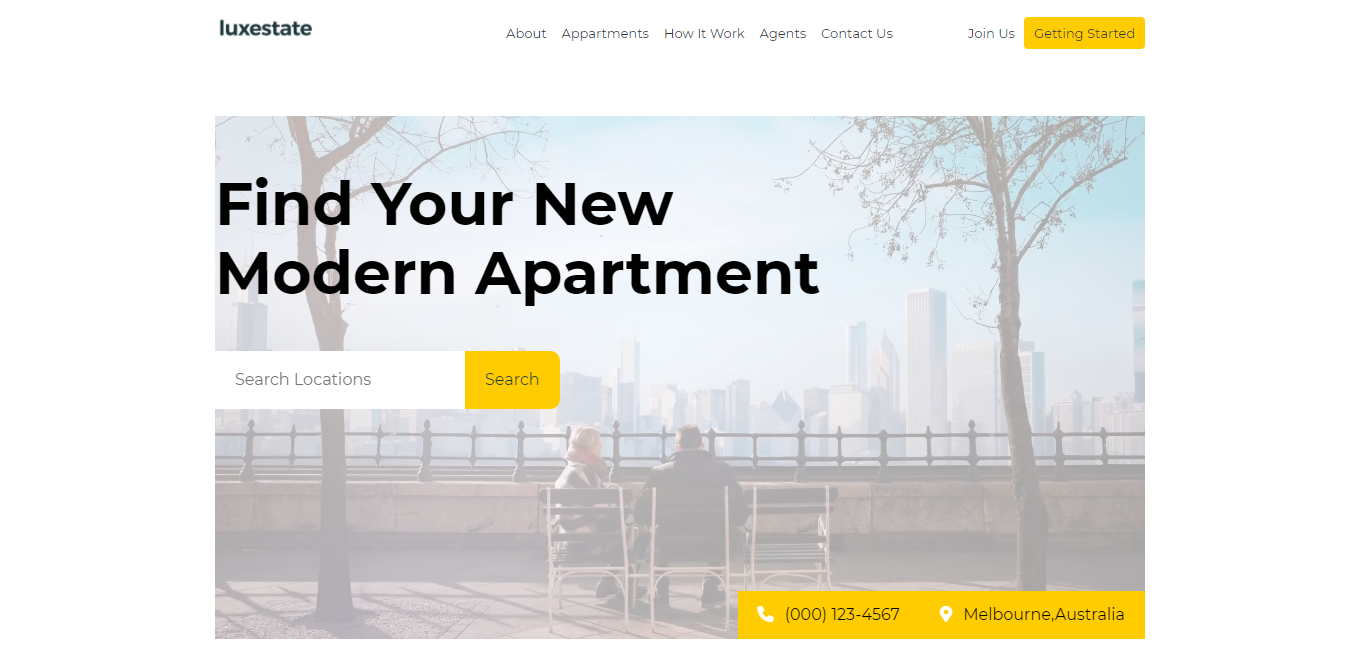 luxestate
About Appartments How It Work Agents Contact Us Join Us Getting Started
Find Your New
Modern Apartment
Search Locations Search
(000) 123-4567 Melbourne,Australia